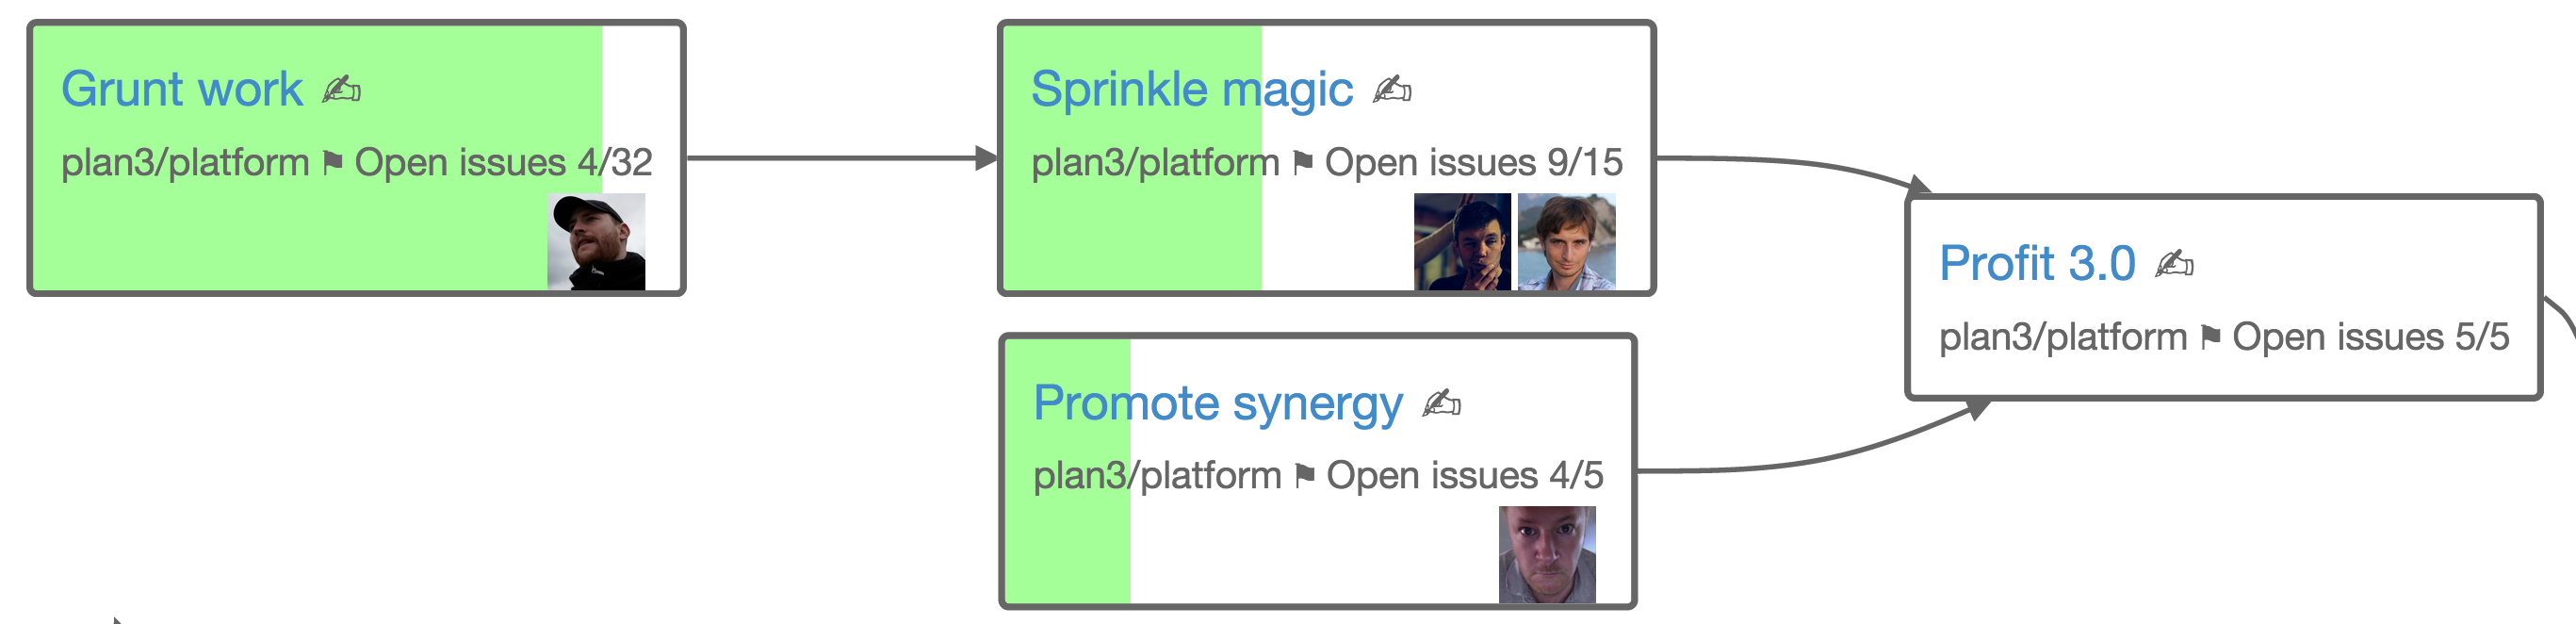 Grunt work ✍
plan3/platform ⚑ Open issues 4/32
Sprinkle magic ✍
plan3/platform ⚑ Open issues 9/15
Promote synergy ✍
plan3/platform ⚑ Open issues 4/5
Profit 3.0 ✍
plan3/platform ⚑ Open issues 5/5